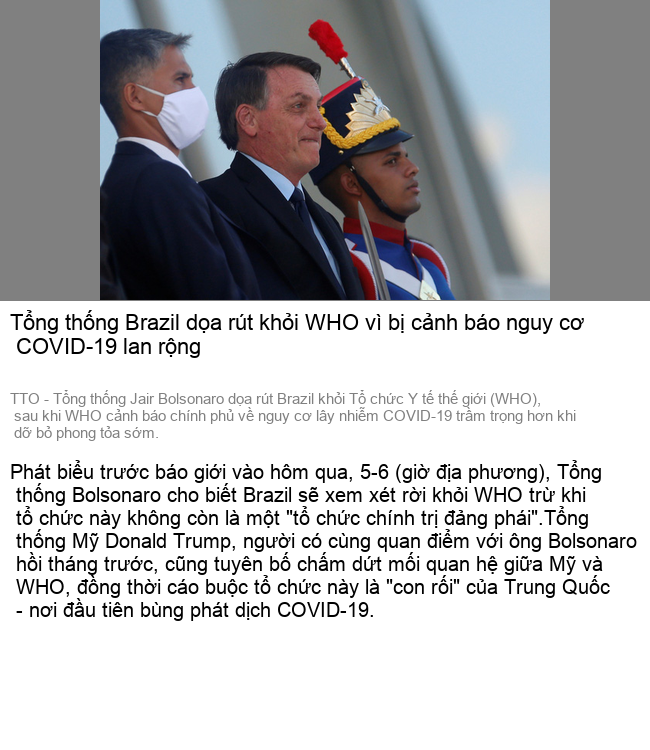 Tổng thống Brazil dọa rút khỏi WHO vì bị cảnh báo nguy cơ
COVID-19 lan rộng
TTO - Tổng thống Jair Bolsonaro dọa rút Brazil khỏi Tổ chức Y tế thế giới (WHO),
sau khi WHO cảnh báo chính phủ về nguy cơ lây nhiễm COVID-19 trầm trọng hơn khi
dỡ bỏ phong tỏa sớm.
Phát biểu trước báo giới vào hôm qua, 5-6 (giờ địa phương), Tổng
thống Bolsonaro cho biết Brazil sẽ xem xét rời khỏi WHO trừ khi
tổ chức này không còn là một "tổ chức chính trị đảng phái".Tổng
thống Mỹ Donald Trump, người có cùng quan điểm với ông Bolsonaro
hồi tháng trước, cũng tuyên bố chấm dứt mối quan hệ giữa Mỹ và
WHO, đồng thời cáo buộc tổ chức này là "con rối" của Trung Quốc
- nơi đầu tiên bùng phát dịch COVID-19.